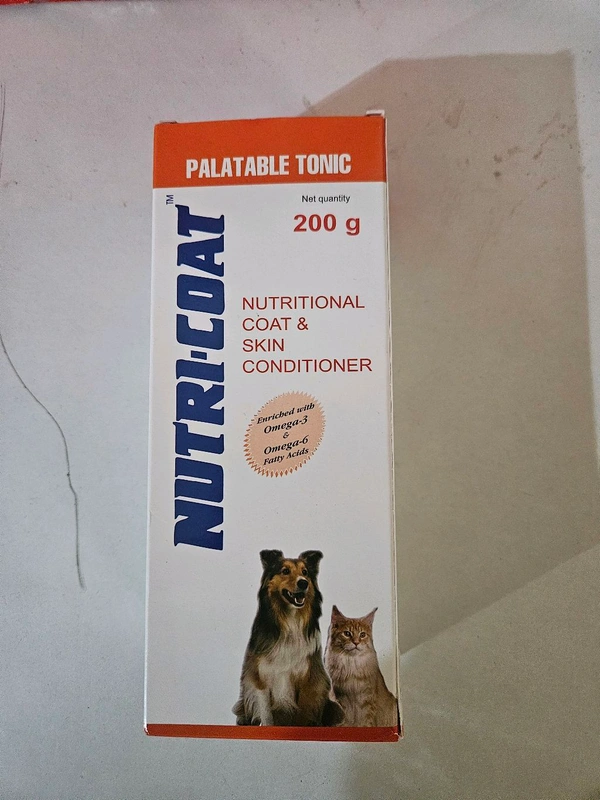 PALATABLE TONIC
NUTRI-COAT™
Net quantity
200 g
NUTRITIONAL
COAT &
SKIN
CONDITIONER
Enriched with
Omega-3
&
Omega-6
Fatty Acids